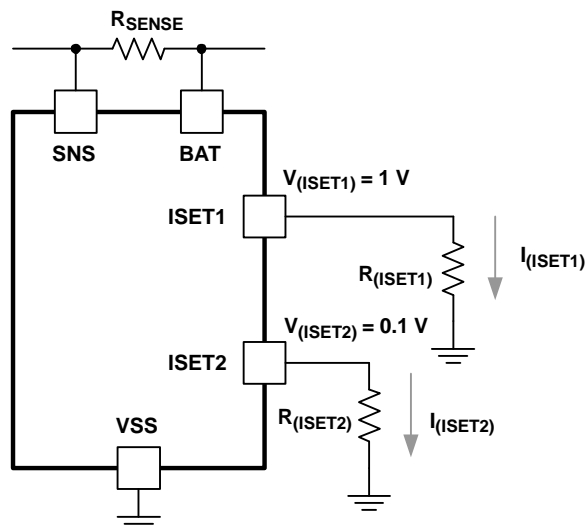 RSENSE
SNS
BAT
V(ISET1) = 1 V
ISET1
R(ISET1)
I(ISET1)
V(ISET2) = 0.1 V
ISET2
R(ISET2)
I(ISET2)
VSS